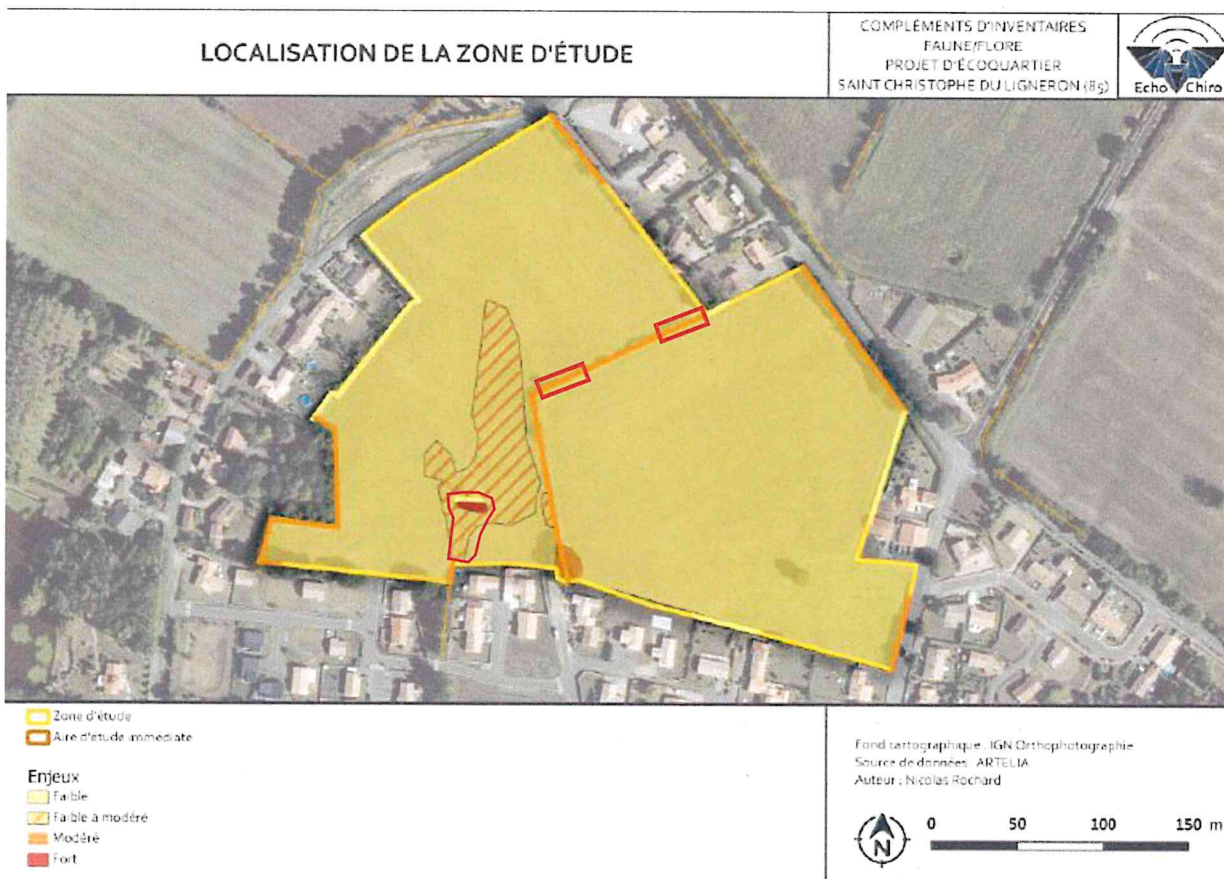 LOCALISATION DE LA ZONE D'ÉTUDE
COMPLÉMENTS D'INVENTAIRES
FAUNE/FLORE
PROJET D'ÉCOQUARTIER
SAINT CHRISTOPHE DU LIGNERON (85)
Echo Chiro
Zone d'étude
Aire d'étude immediate
Enjeux
Faible
Faible à modéré
Modéré
Fort
Fond cartographique : IGN Orthophotographie
Source de données : ARTELIA
Auteur : Nicolas Rochard
N
0 50 100 150 m